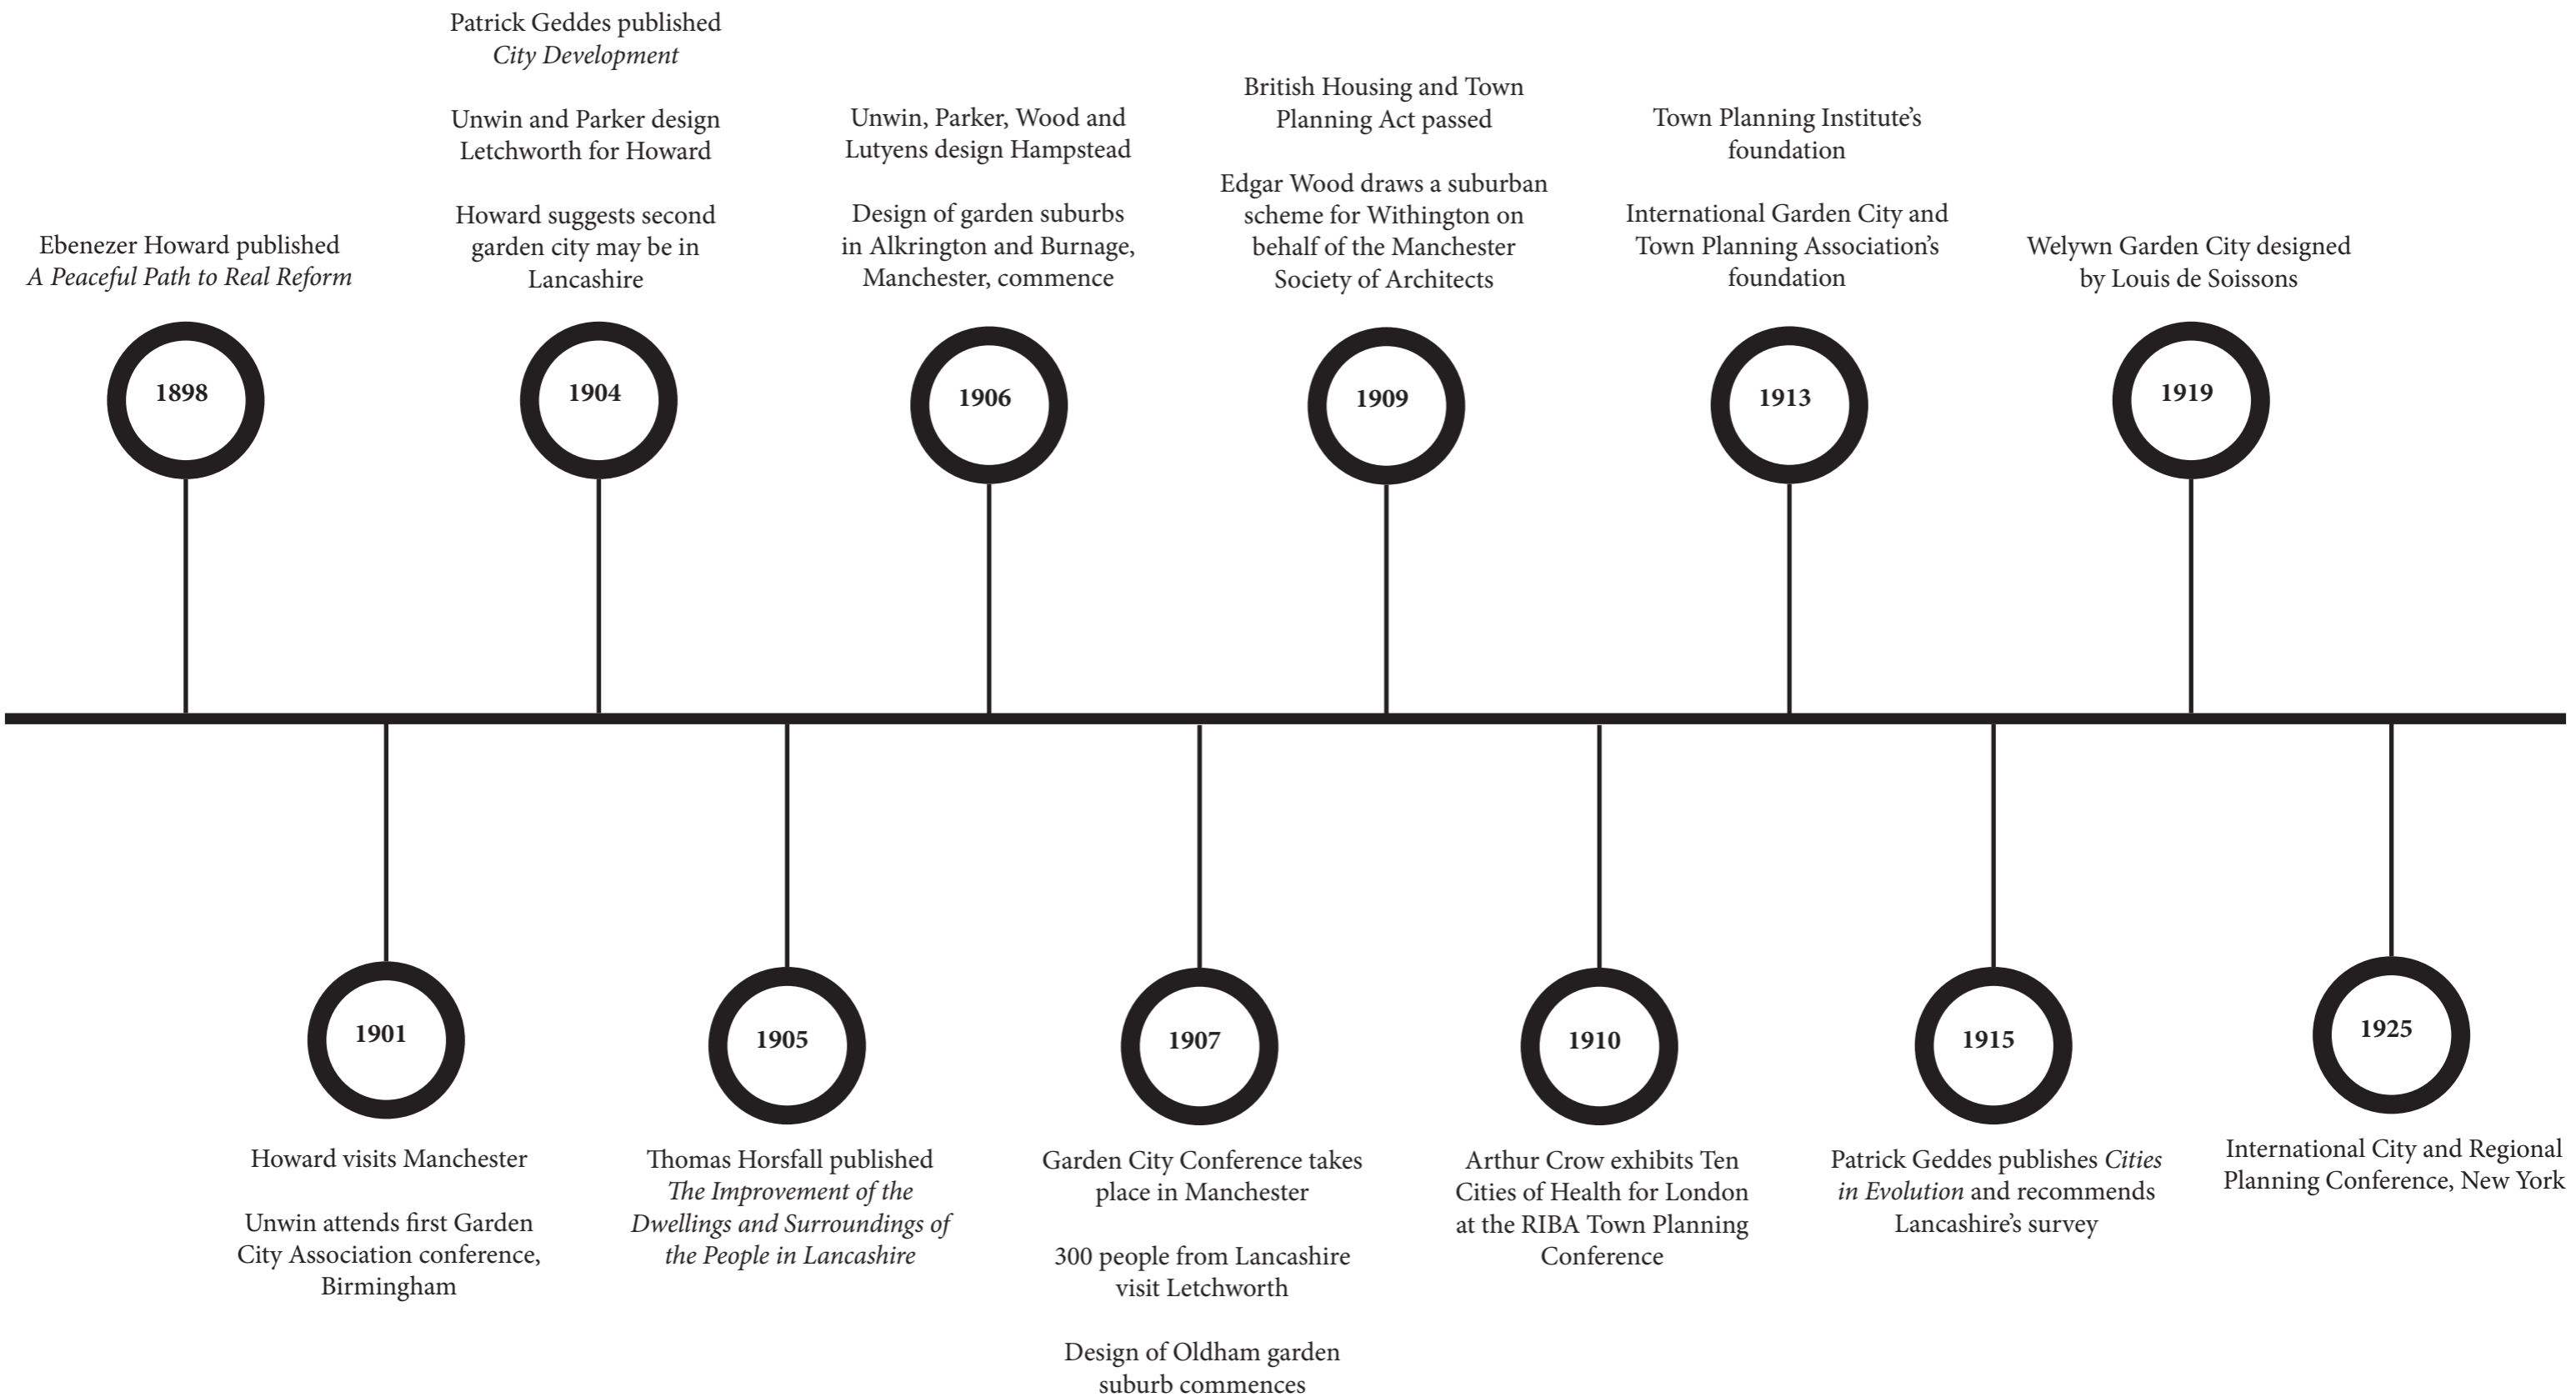 Ebenezer Howard published
A Peaceful Path to Real Reform
1898
Patrick Geddes published
City Development
Unwin and Parker design
Letchworth for Howard
Howard suggests second
garden city may be in
Lancashire
1904
Unwin, Parker, Wood and
Lutyens design Hampstead
Design of garden suburbs
in Alkrington and Burnage,
Manchester, commence
1906
British Housing and Town
Planning Act passed
Edgar Wood draws a suburban
scheme for Withington on
behalf of the Manchester
Society of Architects
1909
Town Planning Institute's
foundation
International Garden City and
Town Planning Association's
foundation
1913
Welywn Garden City designed
by Louis de Soissons
1919
1901
Howard visits Manchester
Unwin attends first Garden
City Association conference,
Birmingham
1905
Thomas Horsfall published
The Improvement of the
Dwellings and Surroundings of
the People in Lancashire
1907
Garden City Conference takes
place in Manchester
300 people from Lancashire
visit Letchworth
Design of Oldham garden
suburb commences
1910
Arthur Crow exhibits Ten
Cities of Health for London
at the RIBA Town Planning
Conference
1915
Patrick Geddes publishes Cities
in Evolution and recommends
Lancashire's survey
1925
International City and Regional
Planning Conference, New York